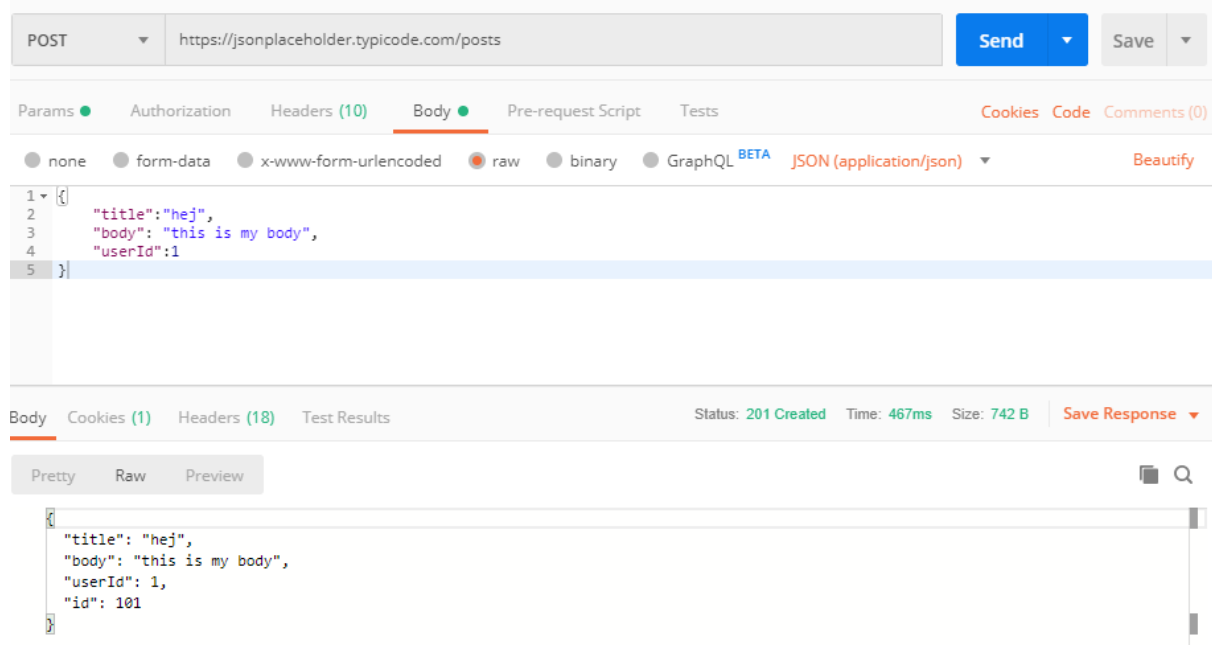 POST https://jsonplaceholder.typicode.com/posts Send Save
Params Authorization Headers (10) Body Pre-request Script Tests Cookies Code Comments (0)
none form-data x-www-form-urlencoded raw binary GraphQL BETA JSON (application/json) Beautify
1 {
2 "title":"hej",
3 "body": "this is my body",
4 "userId":1
5 }
Body Cookies (1) Headers (18) Test Results Status: 201 Created Time: 467ms Size: 742 B Save Response
Pretty Raw Preview
{
"title": "hej",
"body": "this is my body",
"userId": 1,
"id": 101
}